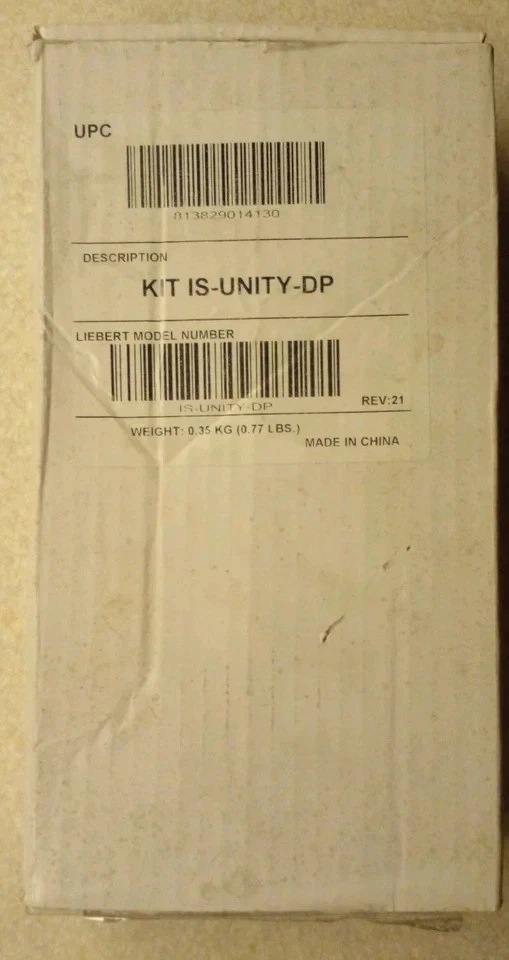 UPC
813829014130
DESCRIPTION
KIT IS-UNITY-DP
LIEBERT MODEL NUMBER
IS-UNITY-DP
REV:21
WEIGHT: 0.35 KG (0.77 LBS.)
MADE IN CHINA